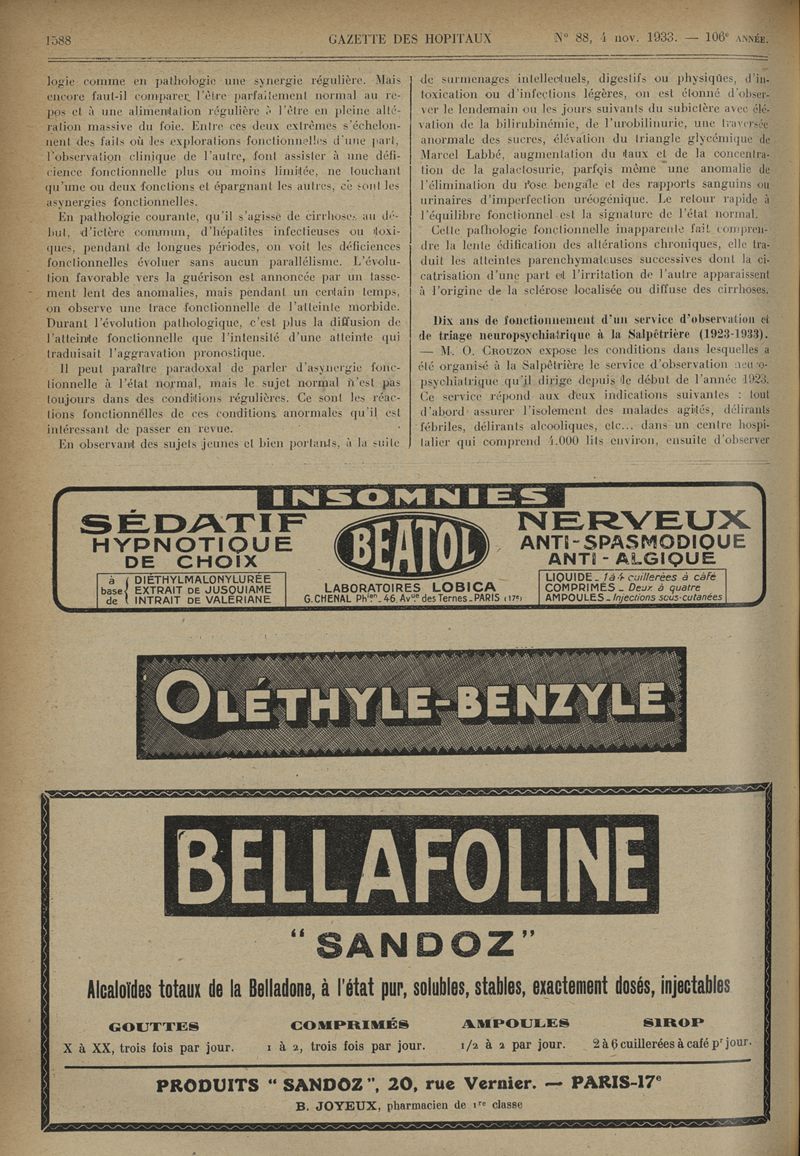 1588 GAZETTE DES HOPITAUX N° 88, 4 nov. 1933. — 106e ANNÉE.
logie comme en pathologie une synergie régulière. Mais
encore faut-il comparer l'être parfaitement normal au re-
pos et à une alimentation régulière à l'être en pleine alté-
ration massive du foie. Entre ces deux extrêmes s'échelon-
nent des faits où les explorations fonctionnelles d'une part,
l'observation clinique de l'autre, font assister à une défi-
cience fonctionnelle plus ou moins limitée, ne touchant
qu'une ou deux fonctions et épargnant les autres, ce sont les
asynergies fonctionnelles.
En pathologie courante, qu'il s'agisse de cirrhoses au dé-
but, d'ictère commun, d'hépatites infectieuses ou toxi-
ques, pendant de longues périodes, on voit les déficiences
fonctionnelles évoluer sans aucun parallélisme. L'évolu-
tion favorable vers la guérison est annoncée par un tasse-
ment lent des anomalies, mais pendant un certain temps,
on observe une trace fonctionnelle de l'atteinte morbide.
Durant l'évolution pathologique, c'est plus la diffusion de
l'atteinte fonctionnelle que l'intensité d'une atteinte qui
traduisait l'aggravation pronostique.
Il peut paraître paradoxal de parler d'asynergie fonc-
tionnelle à l'état normal, mais le sujet normal n'est pas
toujours dans des conditions régulières. Ce sont les réac-
tions fonctionnelles de ces conditions anormales qu'il est
intéressant de passer en revue.
En observant des sujets jeunes et bien portants, à la suite
de surmenages intellectuels, digestifs ou physiques, d'in-
toxication ou d'infections légères, on est étonné d'obser-
ver le lendemain ou les jours suivants du subictère avec élé-
vation de la bilirubinémie, de l'urobilinurie, une traversée
anormale des sucres, élévation du triangle glycémique de
Marcel Labbé, augmentation du taux et de la concentra-
tion de la galactosurie, parfois même une anomalie de
l'élimination du rose bengale et des rapports sanguins ou
urinaires d'imperfection uréogénique. Le retour rapide à
l'équilibre fonctionnel est la signature de l'état normal.
Cette pathologie fonctionnelle inapparente fait compren-
dre la lente édification des altérations chroniques, elle tra-
duit les atteintes parenchymateuses successives dont la ci-
catrisation d'une part et l'irritation de l'autre apparaissent
à l'origine de la sclérose localisée ou diffuse des cirrhoses.
Dix ans de fonctionnement d'un service d'observation et
de triage neuropsychiatrique à la Salpêtrière (1923-1933).
— M. O. CROUZON expose les conditions dans lesquelles a
été organisé à la Salpêtrière le service d'observation neuro-
psychiatrique qu'il dirige depuis le début de l'année 1923.
Ce service répond aux deux indications suivantes : tout
d'abord assurer l'isolement des malades agités, délirants
fébriles, délirants alcooliques, etc... dans un centre hospi-
talier qui comprend 4.000 lits environ, ensuite d'observer
INSOMNIES
SÉDATIF
HYPNOTIQUE
DE CHOIX
à base de
DIÉTHYLMALONYLURÉE
EXTRAIT DE JUSQUIAME
INTRAIT DE VALÉRIANE
BEATOL
LABORATOIRES LOBICA
G. CHENAL Phien_46, Avue des Ternes_PARIS (17e)
NERVEUX
ANTI-SPASMODIQUE
ANTI-ALGIQUE
LIQUIDE_ 1 à 4 cuillerées à café
COMPRIMÉS _ Deux à quatre
AMPOULES_ Injections sous-cutanées
OLÉTHYLE-BENZYLE
BELLAFOLINE
“ SANDOZ ”
Alcaloïdes totaux de la Belladone, à l'état pur, solubles, stables, exactement dosés, injectables
GOUTTES COMPRIMÉS AMPOULES SIROP
X à XX, trois fois par jour. 1 à 2, trois fois par jour. 1/2 à 2 par jour. 2 à 6 cuillerées à café pr jour.
PRODUITS “ SANDOZ ”, 20, rue Vernier. — PARIS-17e
B. JOYEUX, pharmacien de 1re classe